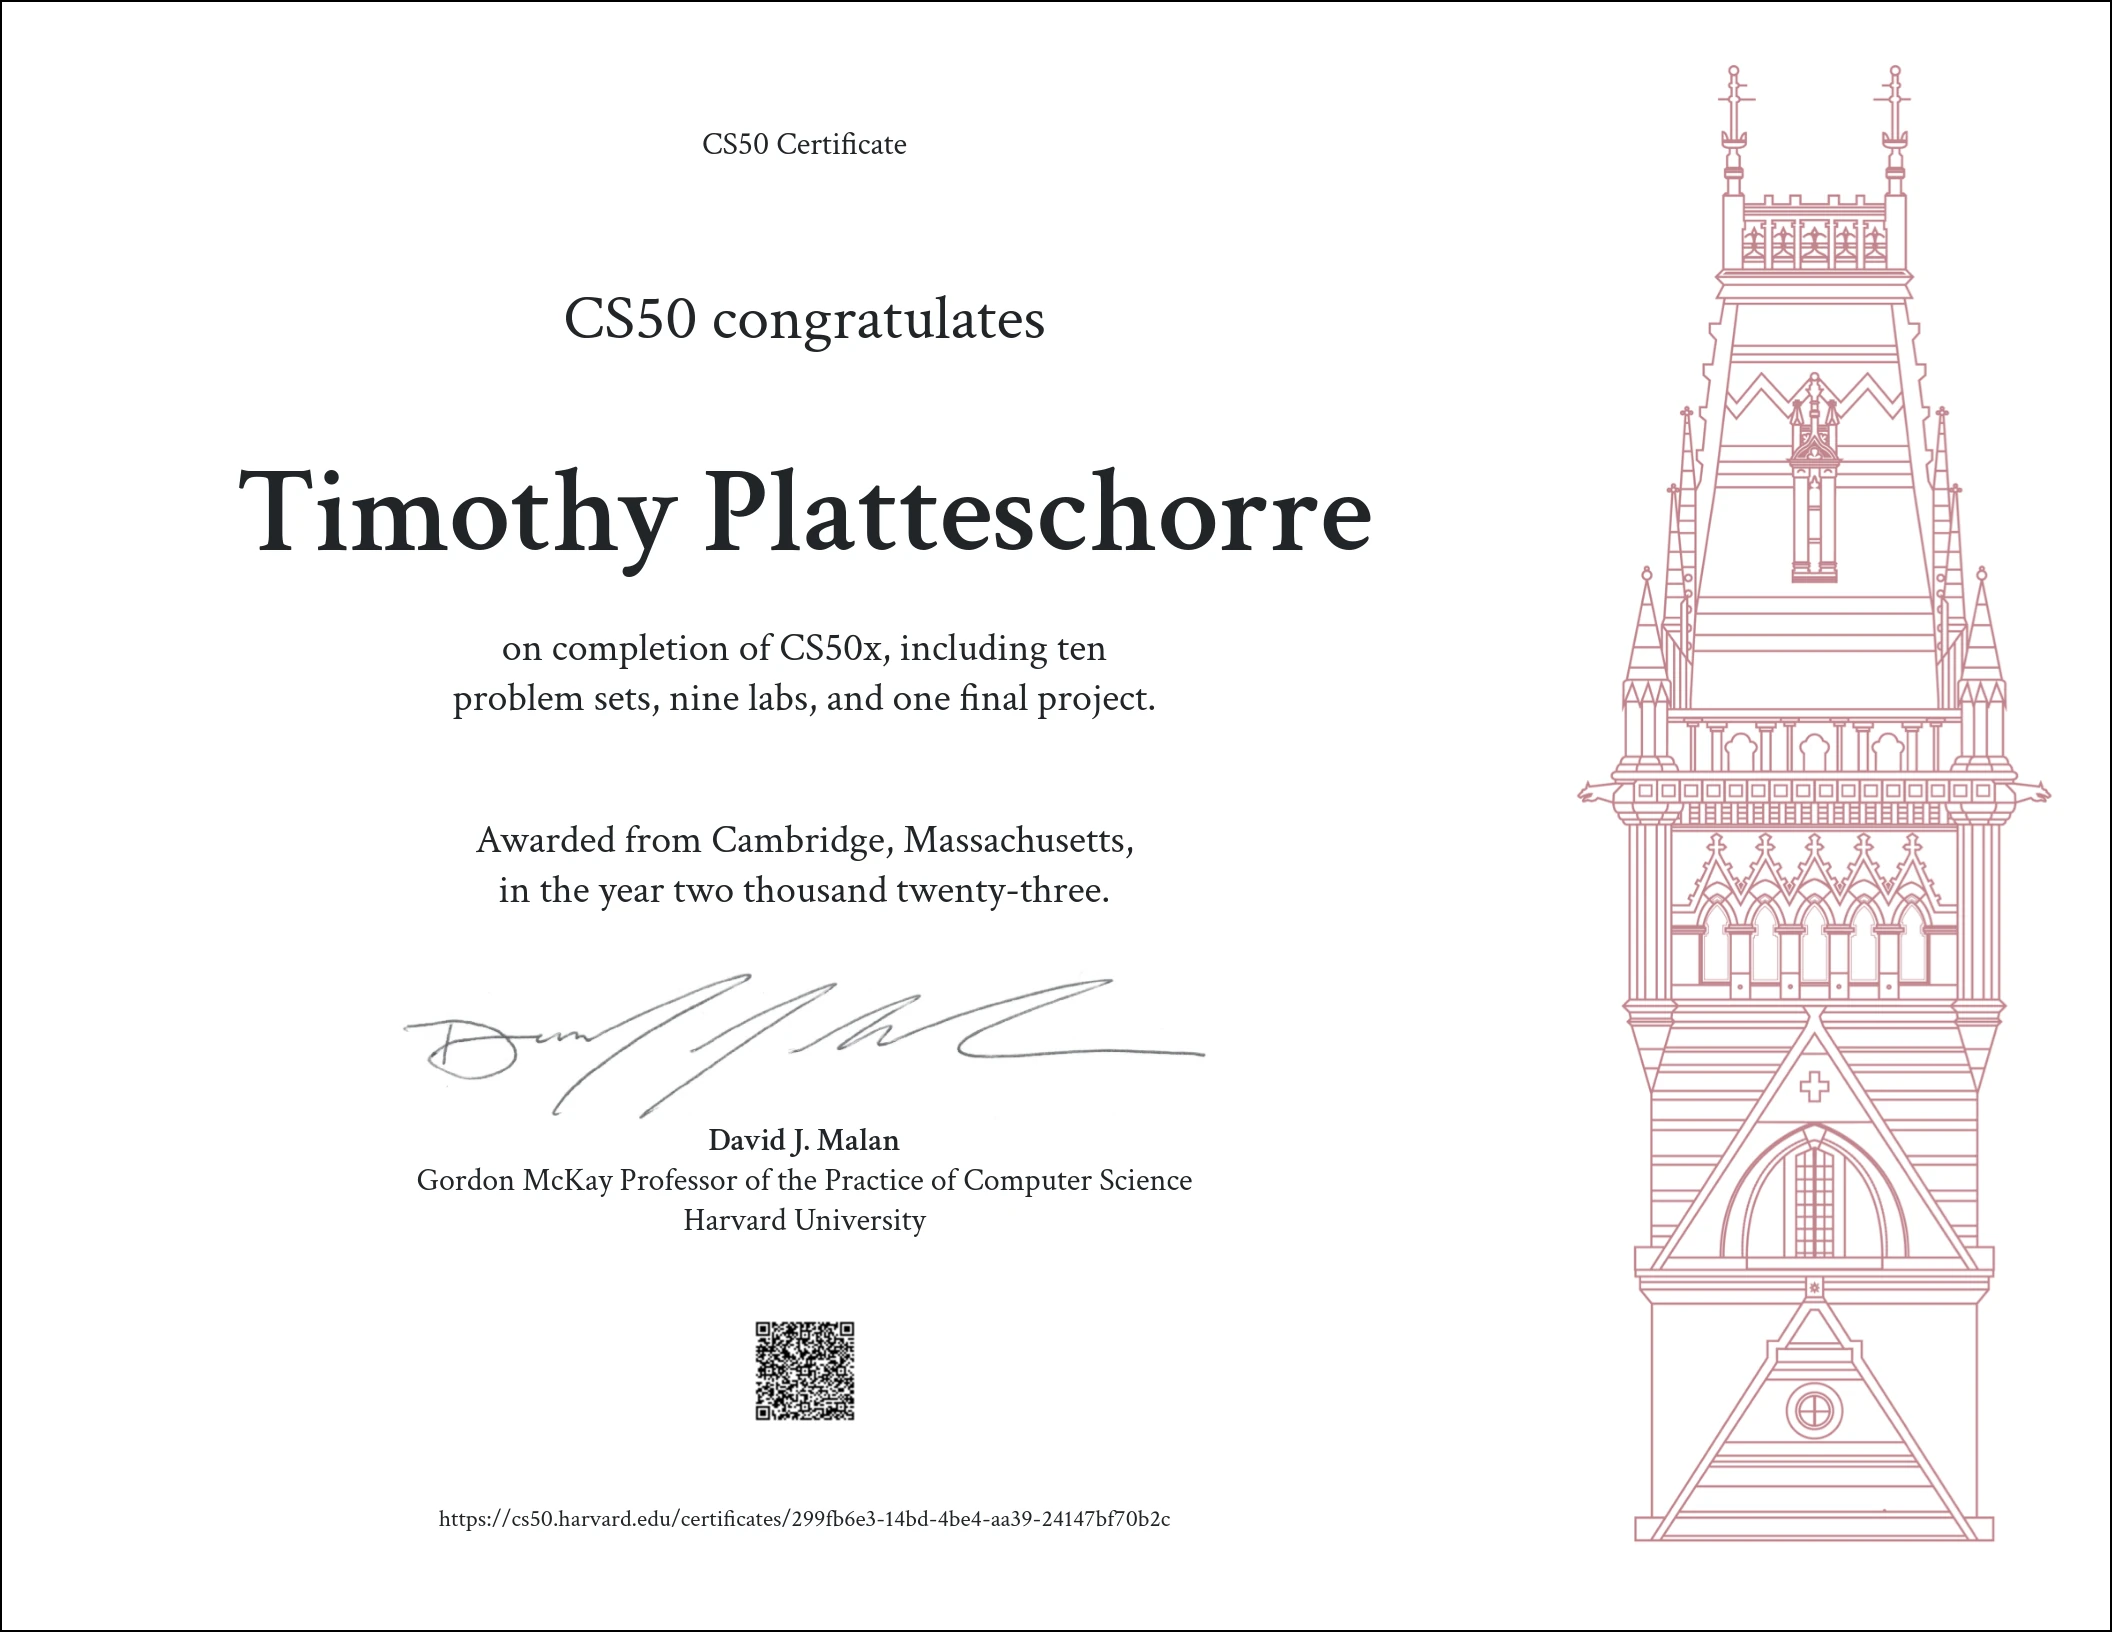 CS50 Certificate
CS50 congratulates
Timothy Platteschorre
on completion of CS50x, including ten
problem sets, nine labs, and one final project.
Awarded from Cambridge, Massachusetts,
in the year two thousand twenty-three.
David J. Malan
Gordon McKay Professor of the Practice of Computer Science
Harvard University
https://cs50.harvard.edu/certificates/299fb6e3-14bd-4be4-aa39-24147bf70b2c